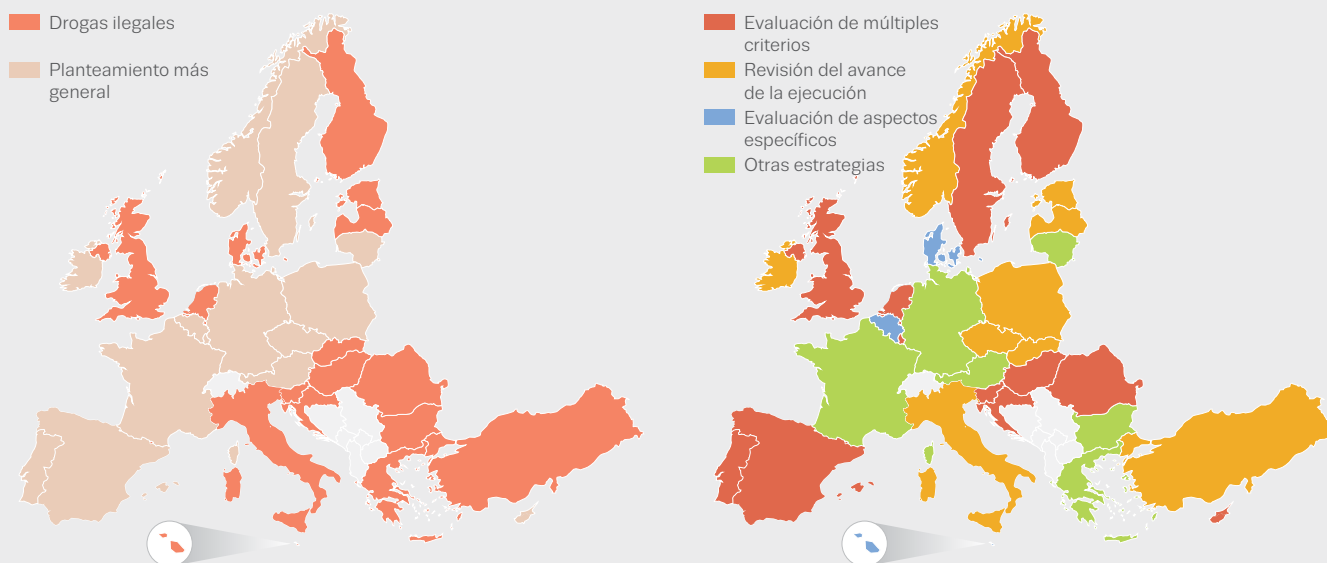 Drogas ilegales
Planteamiento más
general
Evaluación de múltiples
criterios
Revisión del avance
de la ejecución
Evaluación de aspectos
específicos
Otras estrategias